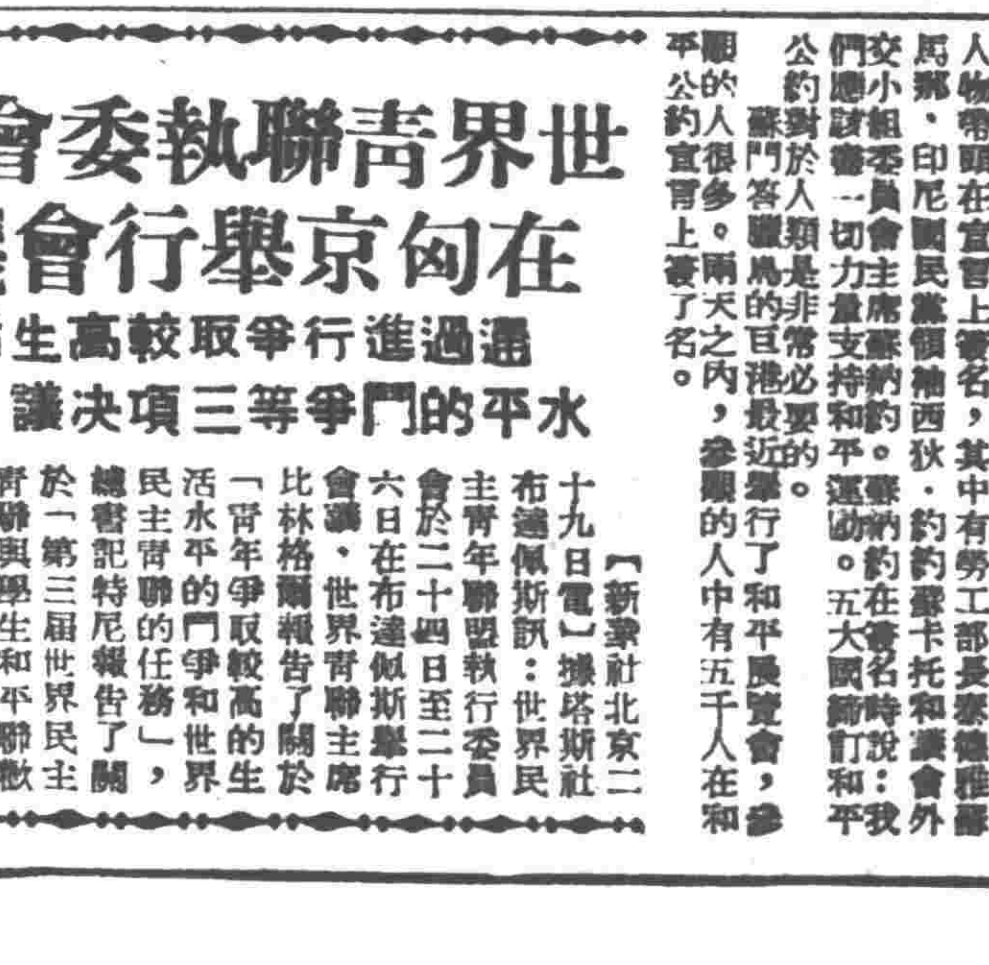 人物帶頭在宣言上簽名，其中有勞工部長泰德雅蘇
馬那、印尼國民黨領袖西狄·約約蘇卡托和議會外
交小組委員會主席蘇納約。蘇納約在簽名時說：我
們應該盡一切力量支持和平運動。五大國締訂和平
公約對於人類是非常必要的。
蘇門答臘島的巨港最近舉行了和平展覽會，參
觀的人很多。兩天之內，參觀的人中有五千人在和
平公約宣言上簽了名。
世界青聯執委會
在匈京舉行會
通過進行爭取較高生
水平的鬥爭等三項决議
【新華社北京二
十九日電】據塔斯社
布達佩斯訊：世界民
主青年聯盟執行委員
會於二十四日至二十
六日在布達佩斯舉行
會議、世界青聯主席
比林格爾報告了關於
「青年爭取較高的生
活水平的鬥爭和世界
民主青聯的任務」，
總書記特尼報告了關
於「第三届世界民主
青聯與學生和平聯歡